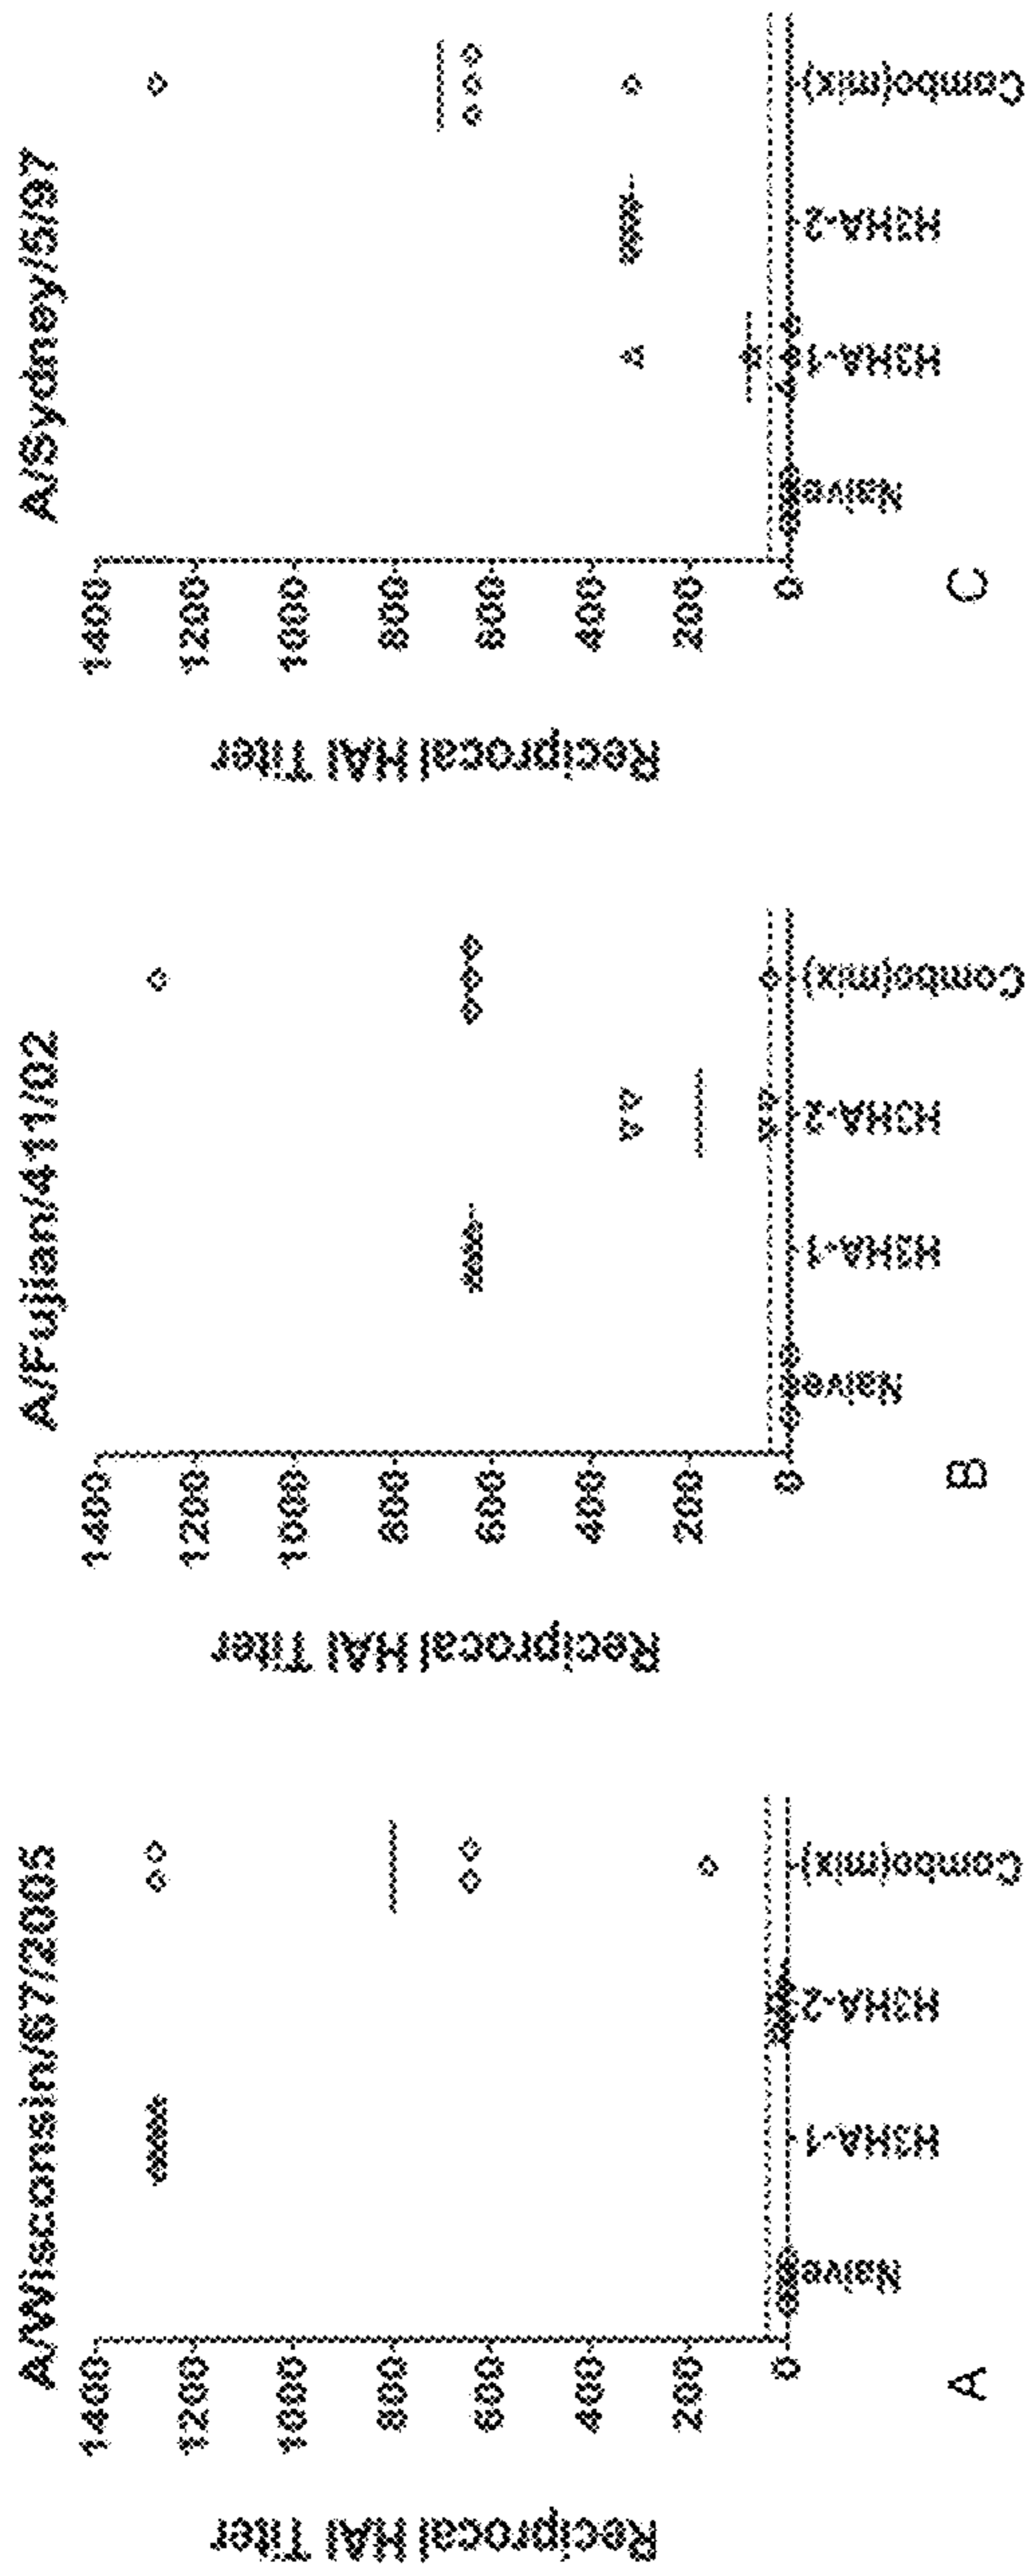 A/Wisconsin/67/2005
Reciprocal HAI Titer
1400
1200
1000
800
600
400
200
0
Naive
H3HA-1
H3HA-2
Combo(mix)
A
A/Fujian/411/02
Reciprocal HAI Titer
1400
1200
1000
800
600
400
200
0
Naive
H3HA-1
H3HA-2
Combo(mix)
B
A/Sydney/5/97
Reciprocal HAI Titer
1400
1200
1000
800
600
400
200
0
Naive
H3HA-1
H3HA-2
Combo(mix)
C